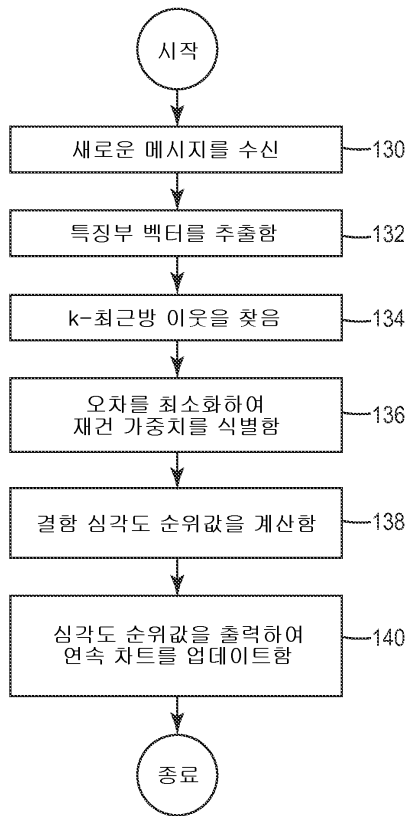 시작
새로운 메시지를 수신
130
특징부 벡터를 추출함
132
k-최근방 이웃을 찾음
134
오차를 최소화하여
재건 가중치를 식별함
136
결함 심각도 순위값을 계산함
138
심각도 순위값을 출력하여
연속 차트를 업데이트함
140
종료